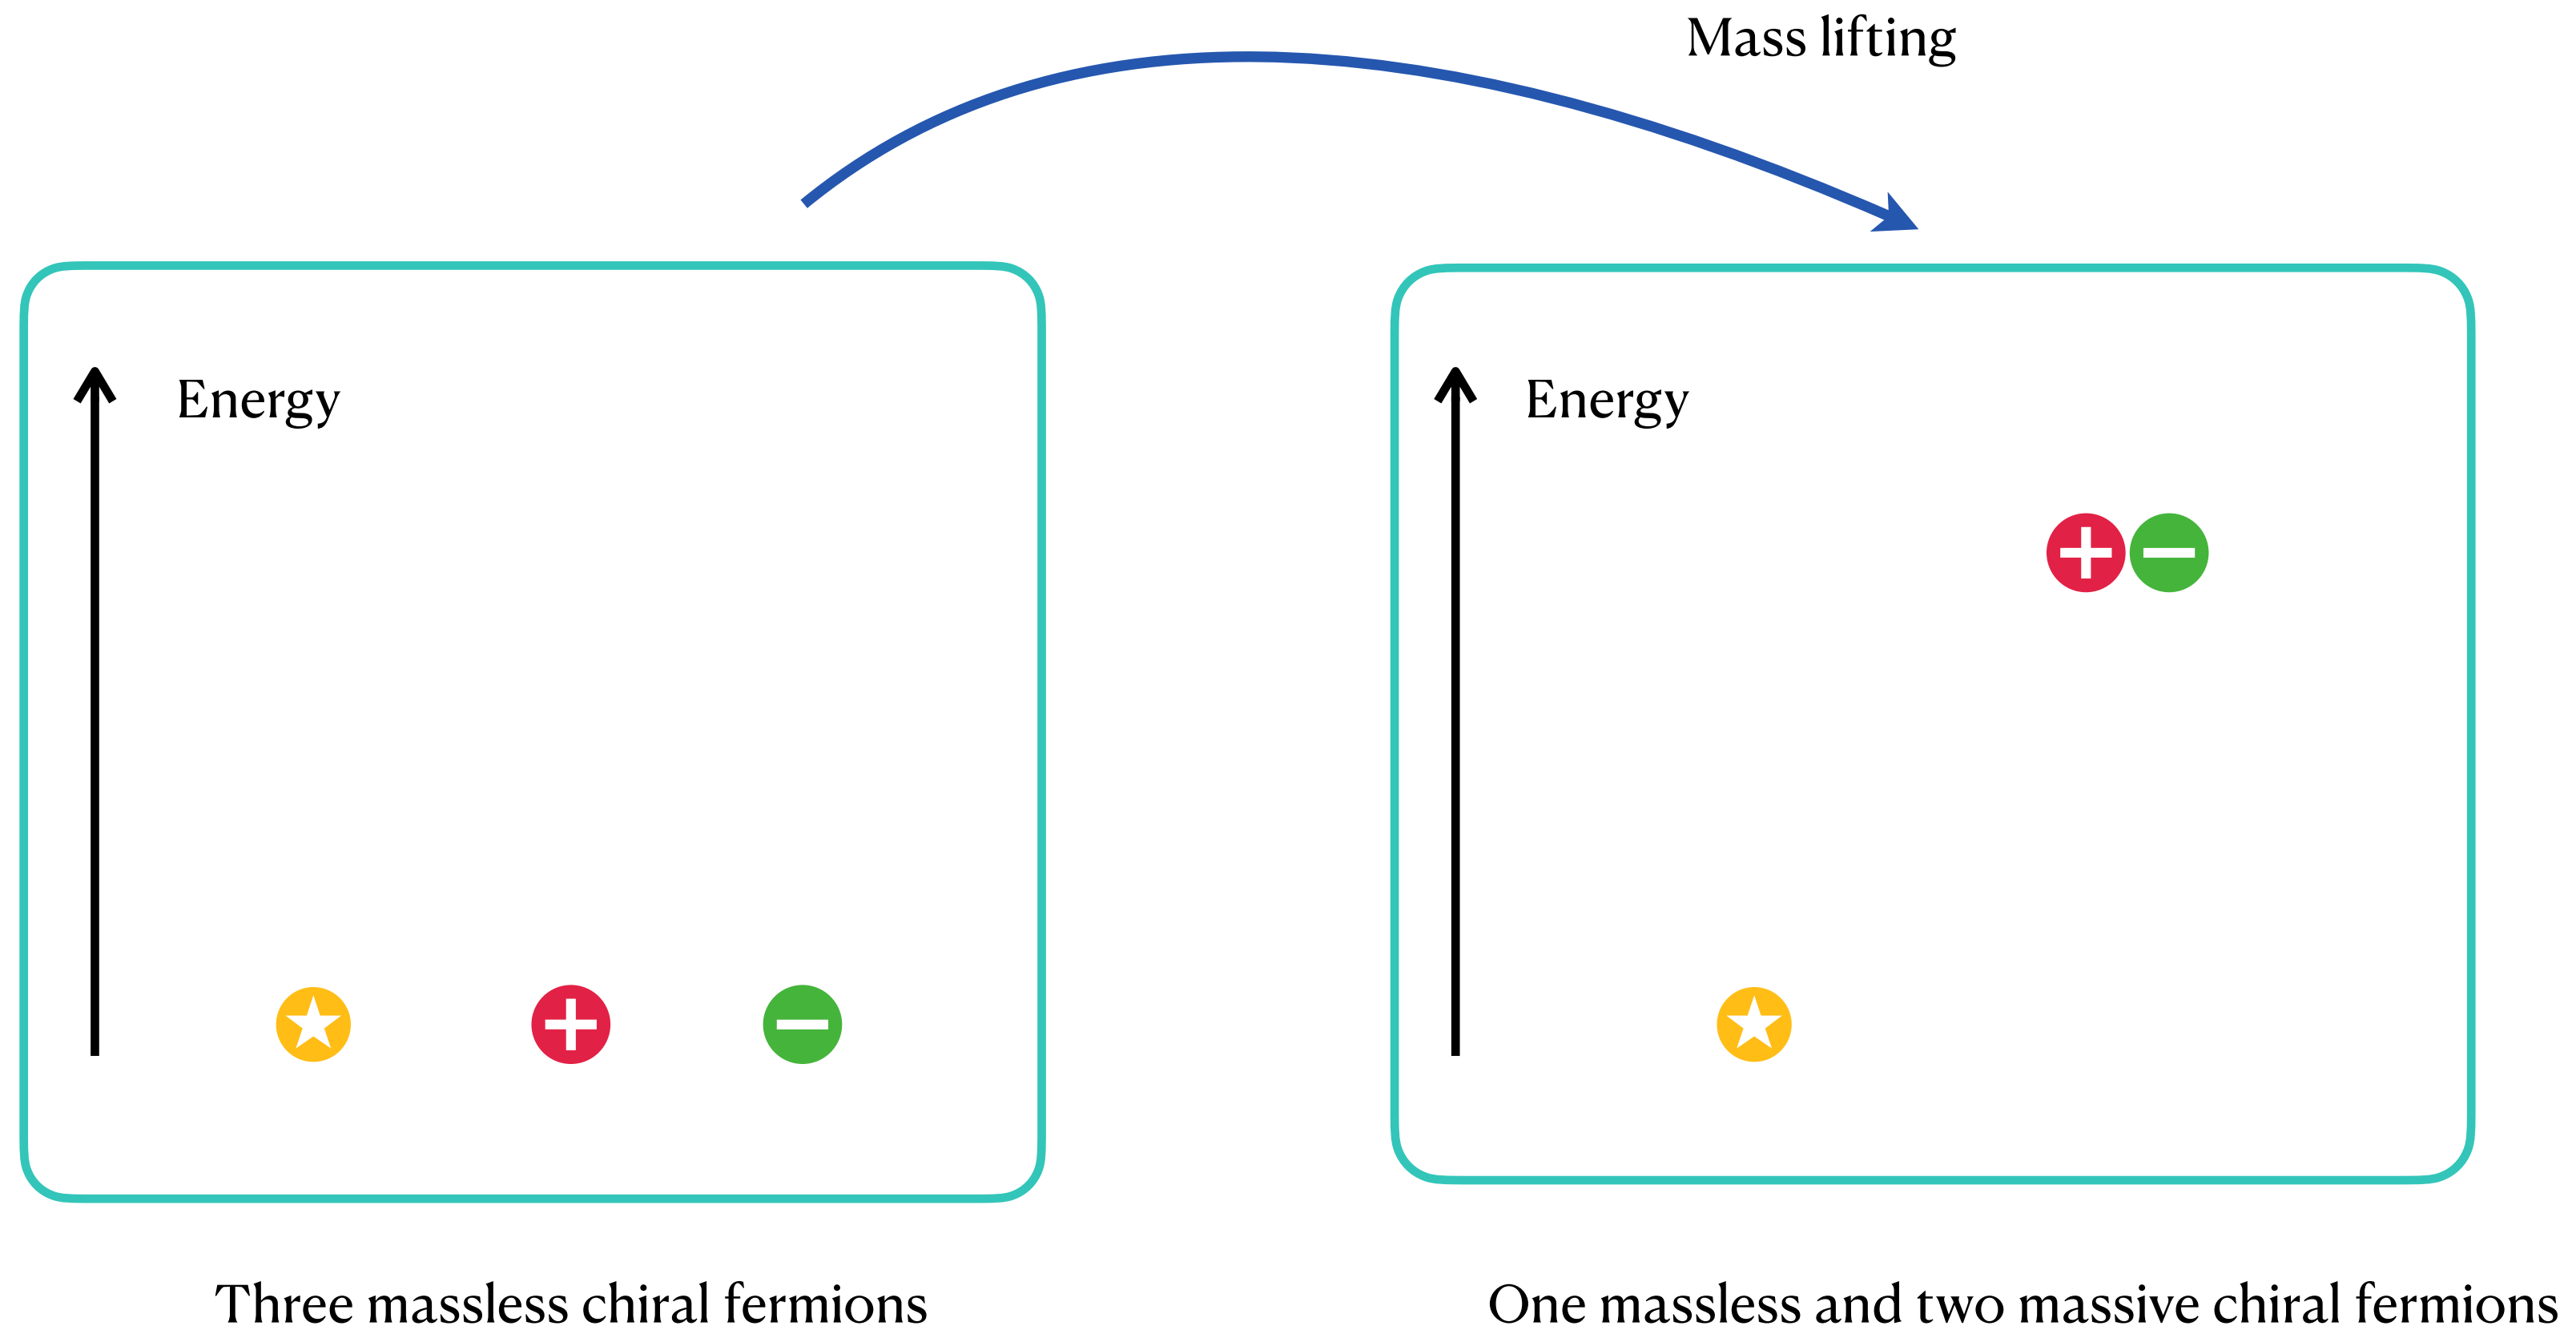 Mass lifting
Energy
Energy
Three massless chiral fermions
One massless and two massive chiral fermions